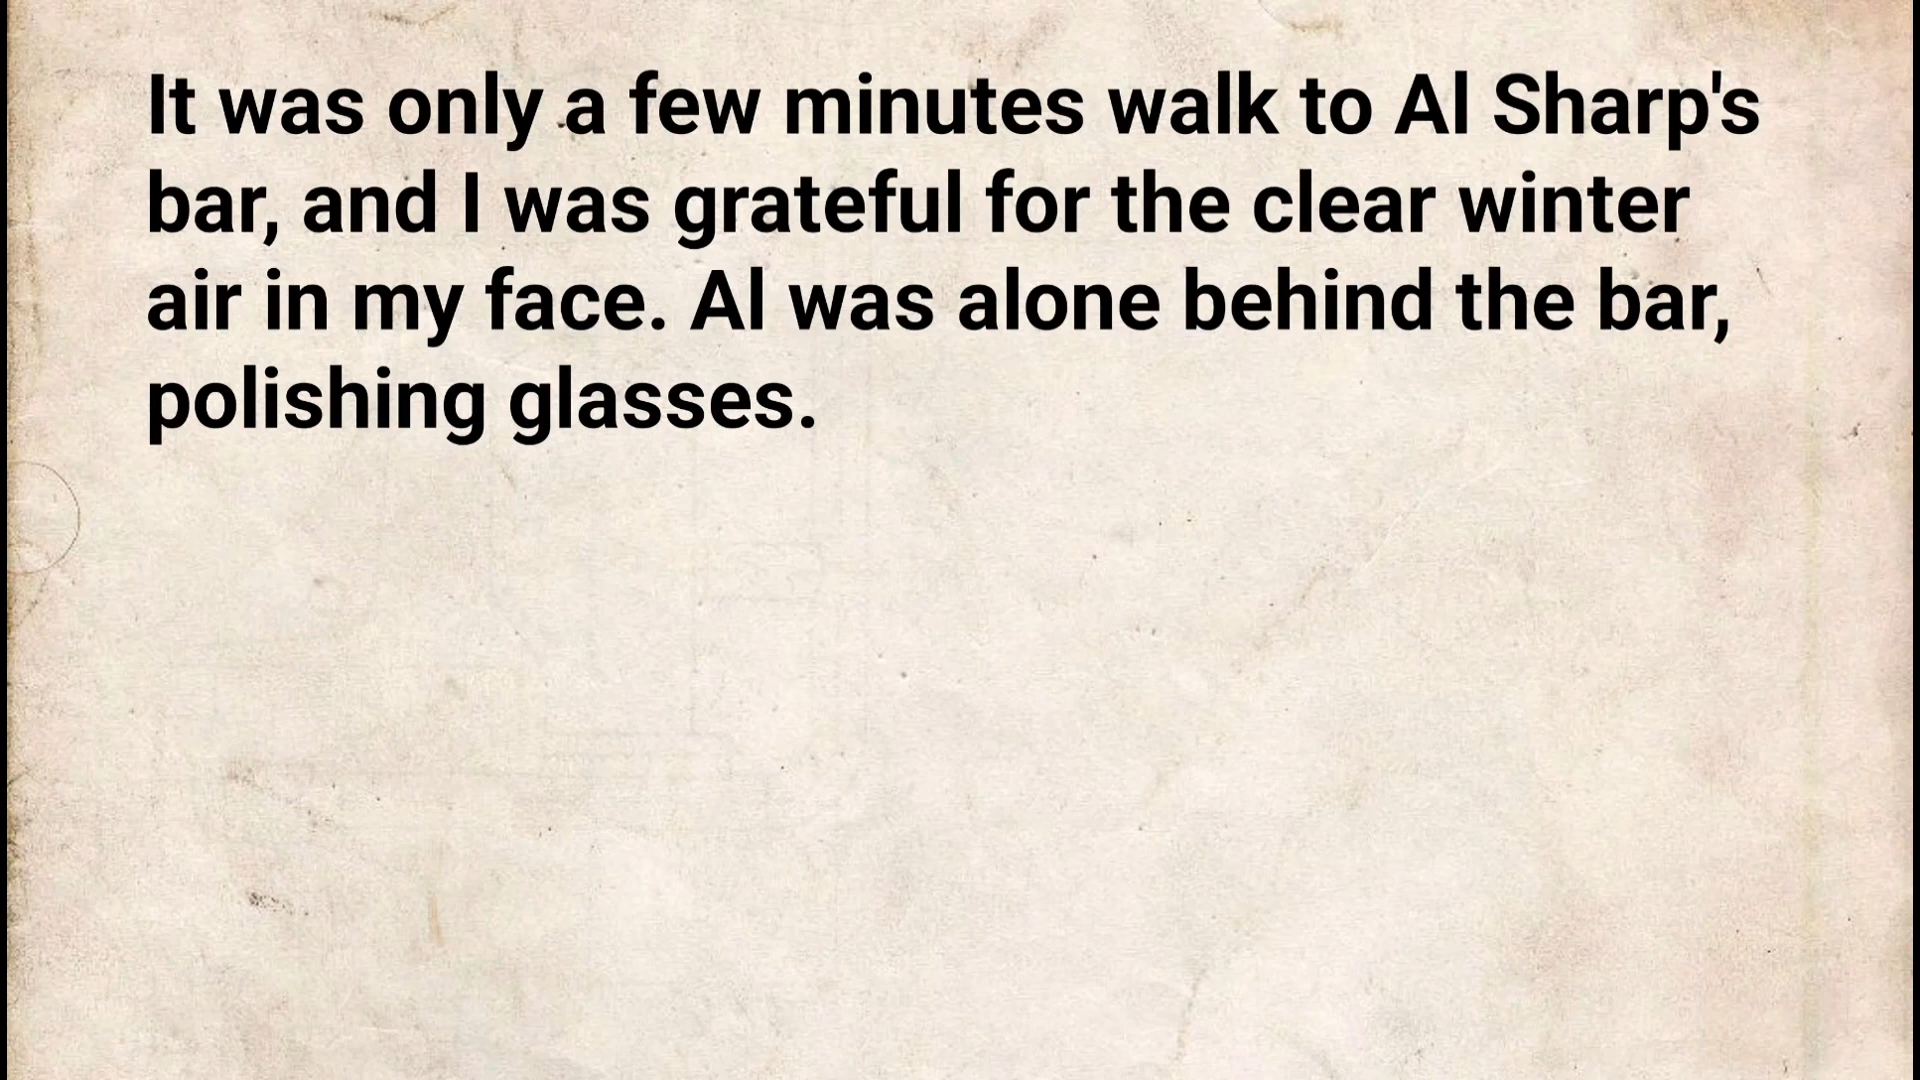 It was only a few minutes walk to Al Sharp's
bar, and I was grateful for the clear winter
air in my face. Al was alone behind the bar,
polishing glasses.